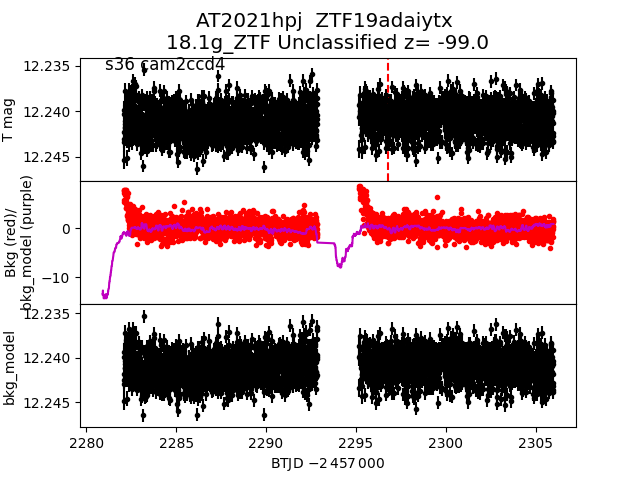 AT2021hpj  ZTF19adaiytx
18.1g_ZTF Unclassified z= -99.0
s36 cam2ccd4
12.235
12.240
12.245
T mag
0
−10
Bkg (red)/
bkg_model (purple)
12.235
12.240
12.245
bkg_model
2280
2285
2290
2295
2300
2305
BTJD −2 457 000